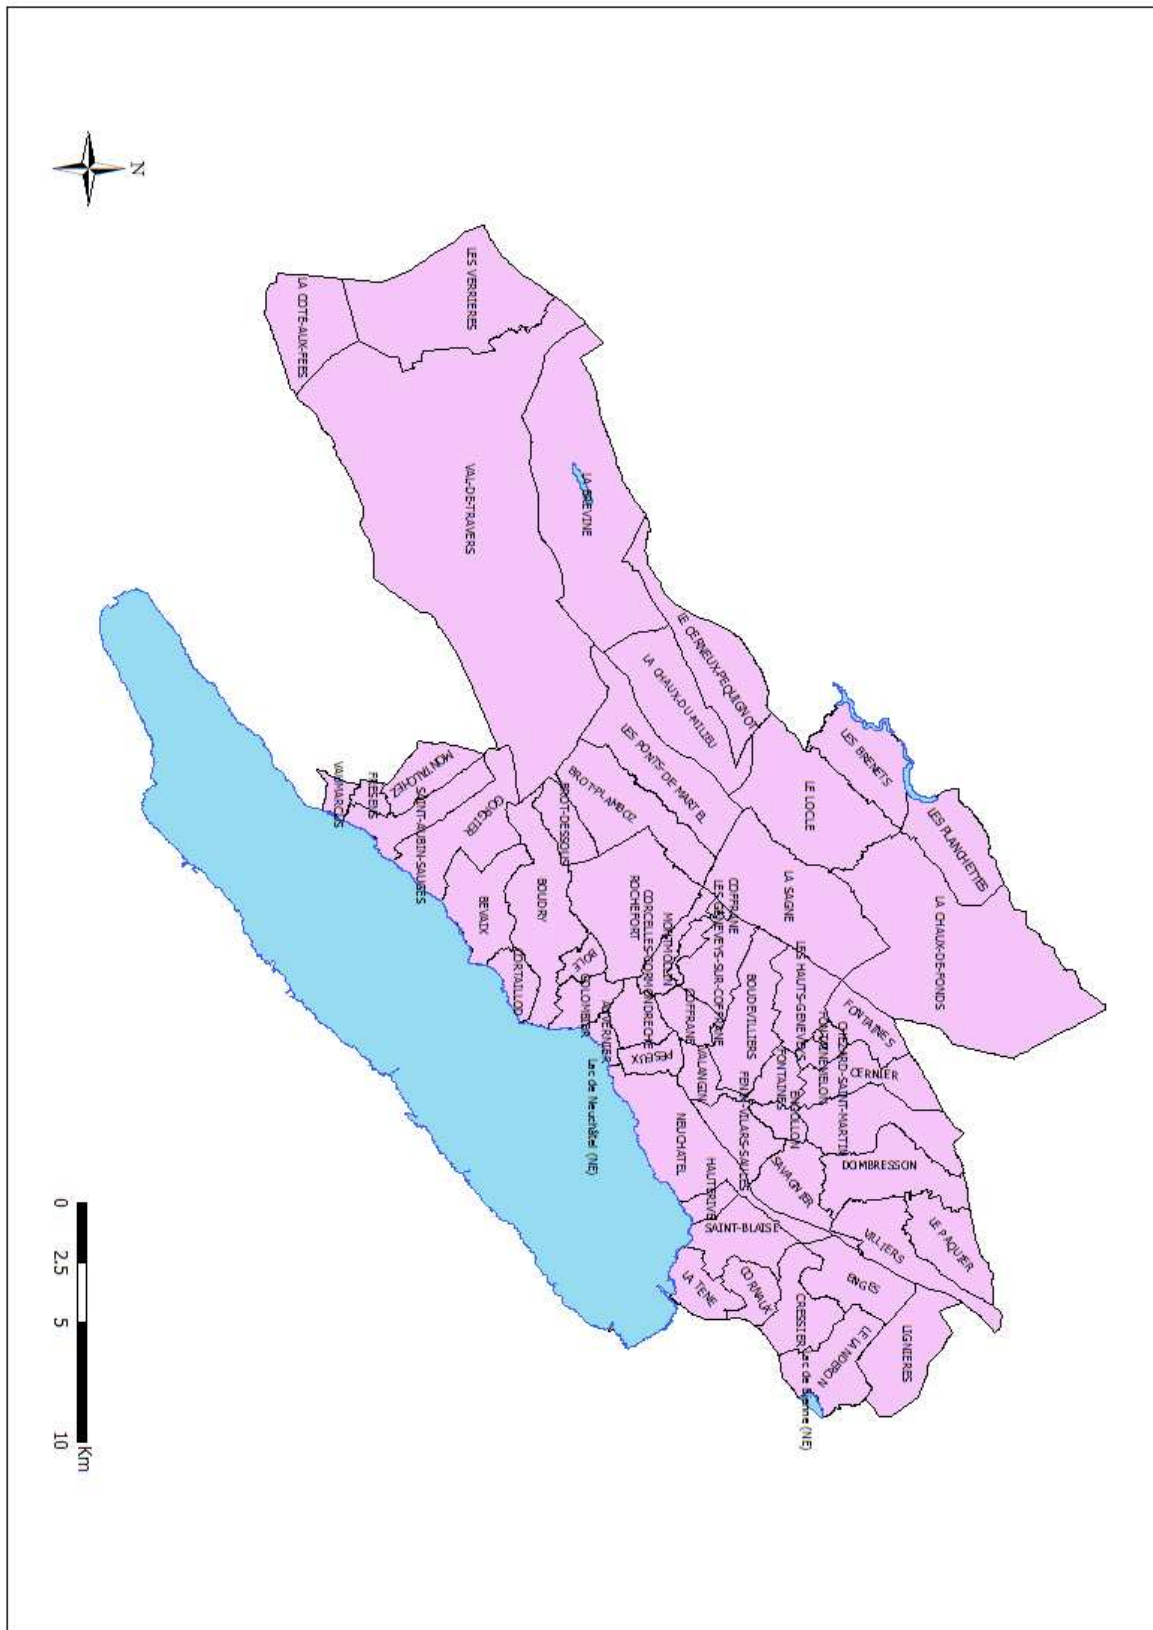 N
LES VERRIERES
LA COTE-AUX-FEES
VAL-DE-TRAVERS
LA BREVINE
LE CERNEUX-PEQUIGNOT
LA CHAUX-DU-MILIEU
LES PONTS-DE-MARTEL
BROT-PLAMBOZ
BROT-DESSOUS
LES BRENETS
LE LOCLE
LES PLANCHETTES
LA CHAUX-DE-FONDS
LA SAGNE
MONTALCHEZ
FRESENS
VAUMARCUS
SAINT-AUBIN-SAUGES
GORGIER
BEVAIX
BOUDRY
CORTAILLOD
BOLE
COLOMBIER
AUVERNIER
ROCHEFORT
CORCELLES-CORMONDRECHE
MONTMOLLIN
COFFRANE
LES GENEVEYS-SUR-COFFRANE
COFFRANE
PESEUX
VALANGIN
BOUDEVILLIERS
LES HAUTS-GENEVEYS
FONTAINES
FONTAINEMELON
CHEZARD-SAINT-MARTIN
CERNIER
FONTAINES
ENGOLLON
FENIN-VILARS-SAULES
SAVAGNIER
DOMBRESSON
VILLIERS
LE PAQUIER
NEUCHATEL
HAUTERIVE
SAINT-BLAISE
LA TENE
CORNAUX
CRESSIER
ENGES
LE LANDERON
LIGNIERES
Lac de Neuchâtel (NE)
Lac de Bienne (NE)
0
2.5
5
10
Km